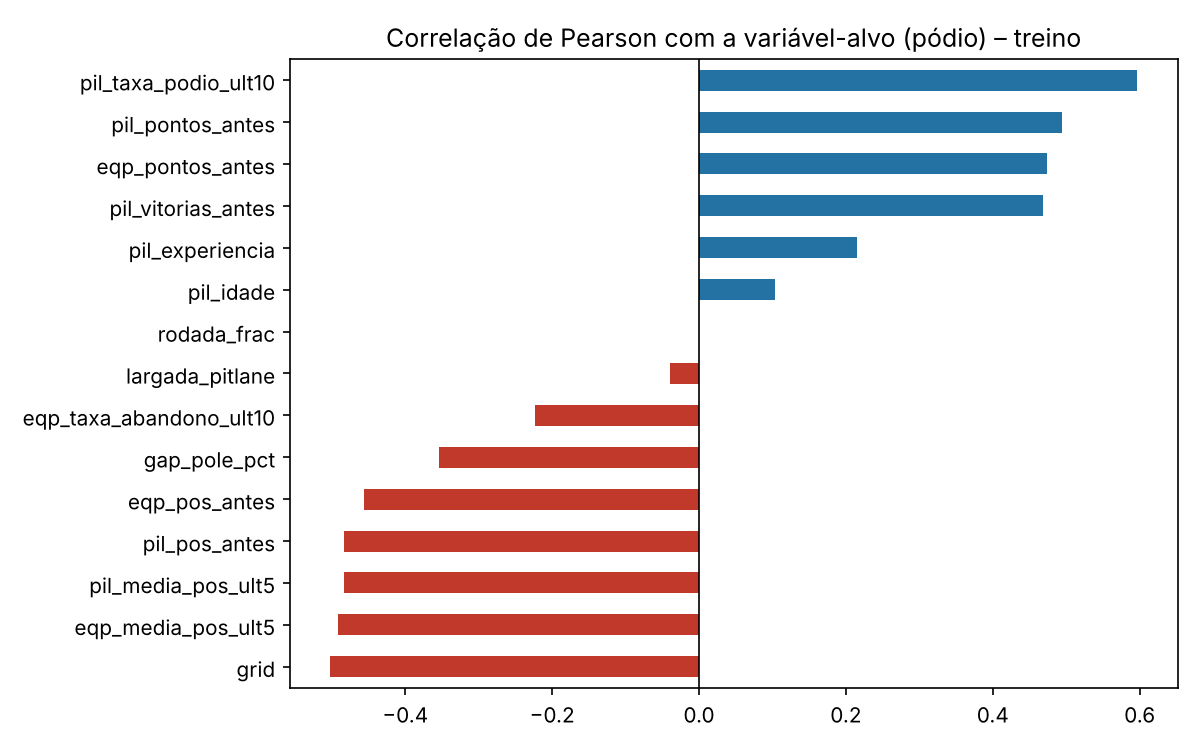 Correlação de Pearson com a variável-alvo (pódio) – treino
pil_taxa_podio_ult10
pil_pontos_antes
eqp_pontos_antes
pil_vitorias_antes
pil_experiencia
pil_idade
rodada_frac
largada_pitlane
eqp_taxa_abandono_ult10
gap_pole_pct
eqp_pos_antes
pil_pos_antes
pil_media_pos_ult5
eqp_media_pos_ult5
grid
−0.4 −0.2 0.0 0.2 0.4 0.6